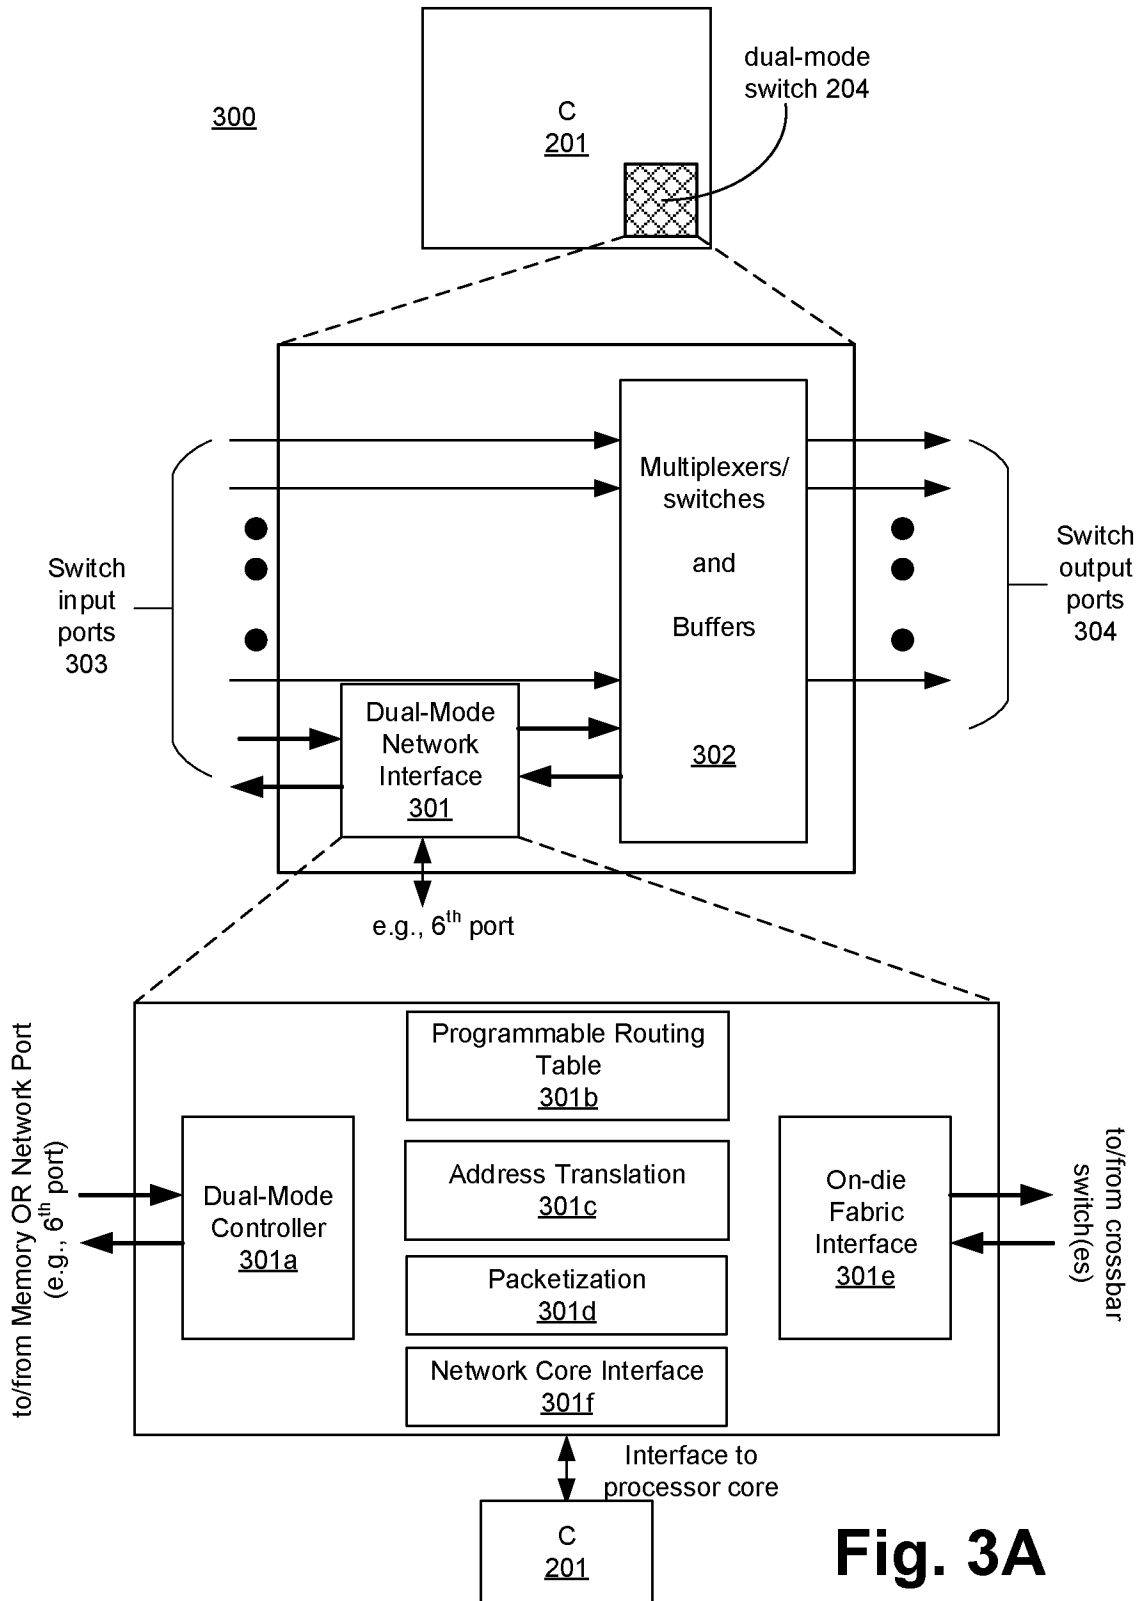 dual-mode
switch 204
300
C
201
Multiplexers/
switches
and
Buffers
302
Switch
input
ports
303
Switch
output
ports
304
Dual-Mode
Network
Interface
301
e.g., 6th port
to/from Memory OR Network Port
(e.g., 6th port)
Programmable Routing
Table
301b
Dual-Mode
Controller
301a
Address Translation
301c
Packetization
301d
Network Core Interface
301f
On-die
Fabric
Interface
301e
to/from crossbar
switch(es)
Interface to
processor core
C
201
Fig. 3A